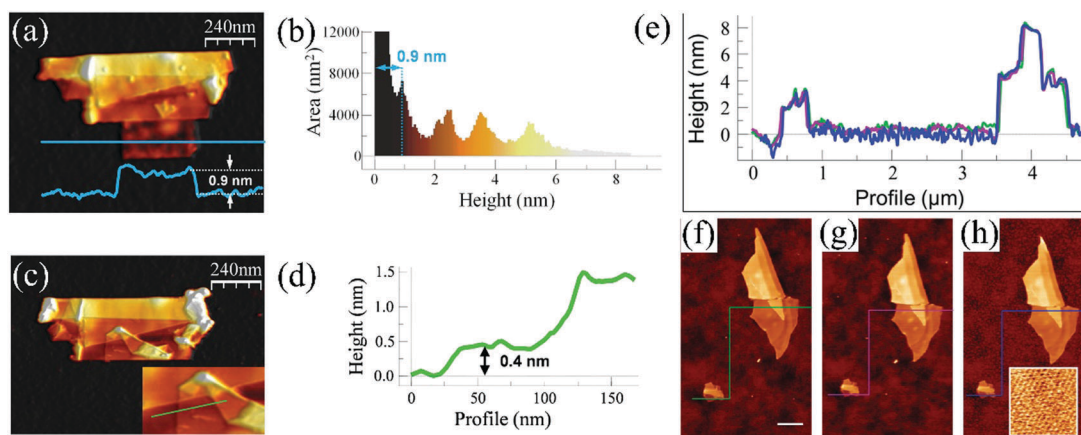 (a)
240nm
0.9 nm
(b)
12000
8000
4000
0
Area (nm²)
0.9 nm
0 2 4 6 8
Height (nm)
(c)
240nm
(d)
1.5
1.0
0.5
0.0
Height (nm)
0.4 nm
0 50 100 150
Profile (nm)
(e)
8
6
4
2
0
Height (nm)
0 1 2 3 4
Profile (µm)
(f)
(g)
(h)